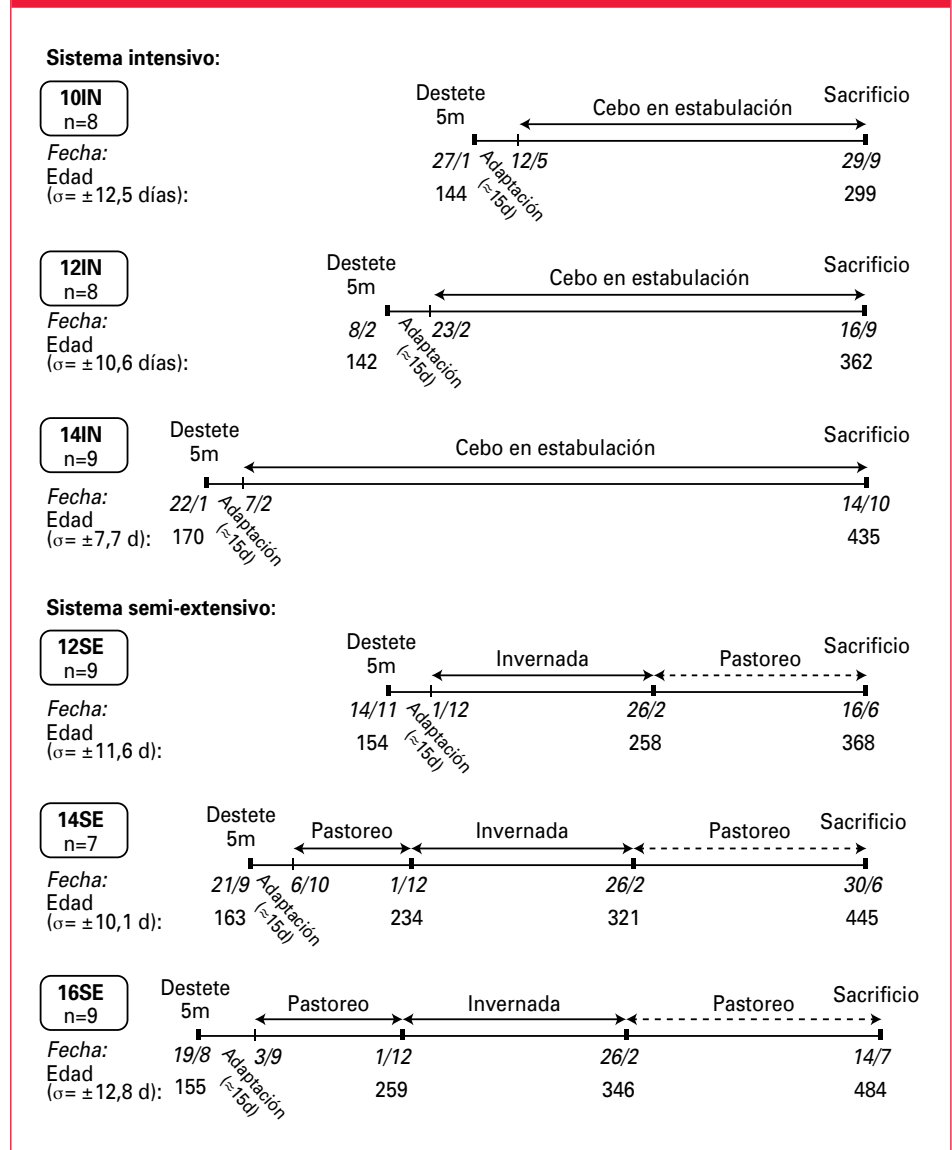 Sistema intensivo:
10IN
n=8
Destete
5m
Cebo en estabulación
Sacrificio
Fecha:
27/1
Adaptación
(≈15d)
12/5
29/9
Edad
(σ= ±12,5 días):
144
299
12IN
n=8
Destete
5m
Cebo en estabulación
Sacrificio
Fecha:
8/2
Adaptación
(≈15d)
23/2
16/9
Edad
(σ= ±10,6 días):
142
362
14IN
n=9
Destete
5m
Cebo en estabulación
Sacrificio
Fecha:
22/1
Adaptación
(≈15d)
7/2
14/10
Edad
(σ= ±7,7 d):
170
435
Sistema semi-extensivo:
12SE
n=9
Destete
5m
Invernada
Pastoreo
Sacrificio
Fecha:
14/11
Adaptación
(≈15d)
1/12
26/2
16/6
Edad
(σ= ±11,6 d):
154
258
368
14SE
n=7
Destete
5m
Pastoreo
Invernada
Pastoreo
Sacrificio
Fecha:
21/9
Adaptación
(≈15d)
6/10
1/12
26/2
30/6
Edad
(σ= ±10,1 d):
163
234
321
445
16SE
n=9
Destete
5m
Pastoreo
Invernada
Pastoreo
Sacrificio
Fecha:
19/8
Adaptación
(≈15d)
3/9
1/12
26/2
14/7
Edad
(σ= ±12,8 d):
155
259
346
484